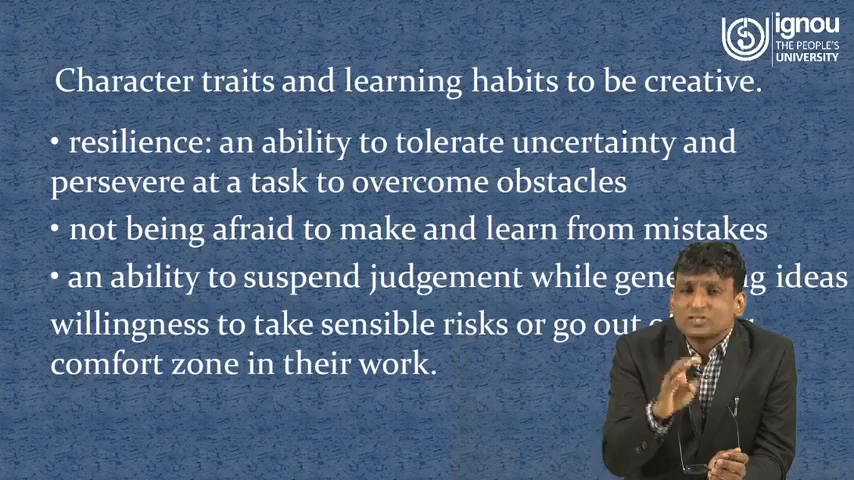 ignou
THE PEOPLE'S
UNIVERSITY
Character traits and learning habits to be creative.
• resilience: an ability to tolerate uncertainty and
persevere at a task to overcome obstacles
• not being afraid to make and learn from mistakes
• an ability to suspend judgement while ideas
willingness to take sensible risks or go out
comfort zone in their work.